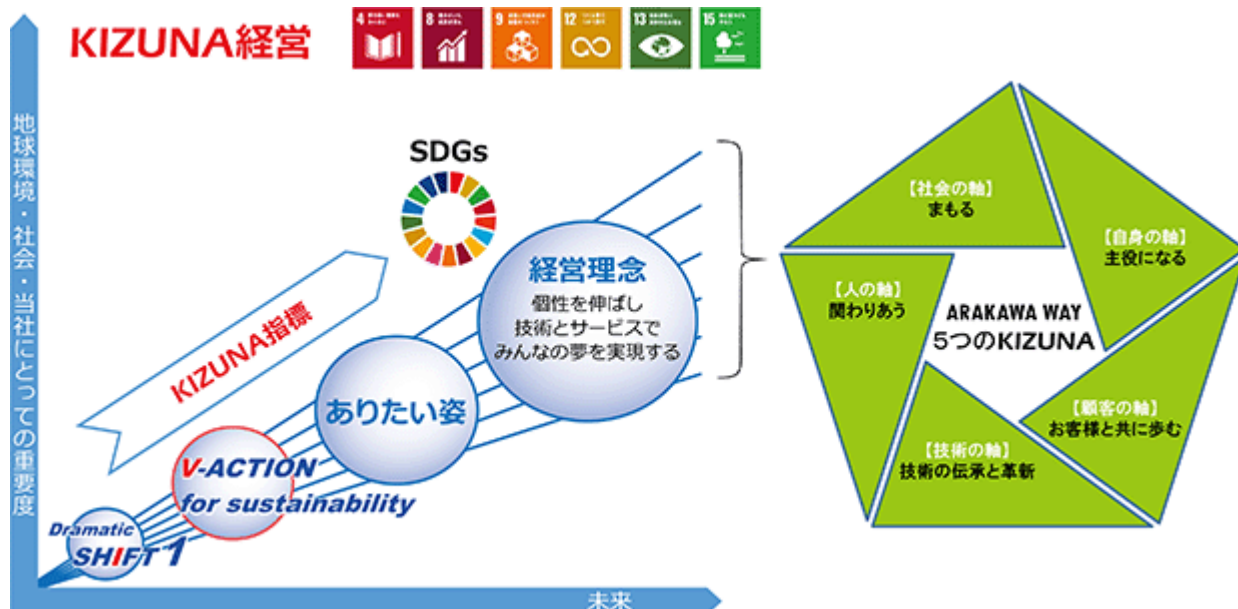 KIZUNA経営
4
8
9
12
13
15
地球環境・社会・当社にとっての重要度
SDGs
KIZUNA指標
経営理念
個性を伸ばし
技術とサービスで
みんなの夢を実現する
ありたい姿
V-ACTION
for sustainability
Dramatic
SHIFT 1
未来
【社会の軸】
まもる
【自身の軸】
主役になる
【人の軸】
関わりあう
ARAKAWA WAY
5つのKIZUNA
【顧客の軸】
お客様と共に歩む
【技術の軸】
技術の伝承と革新